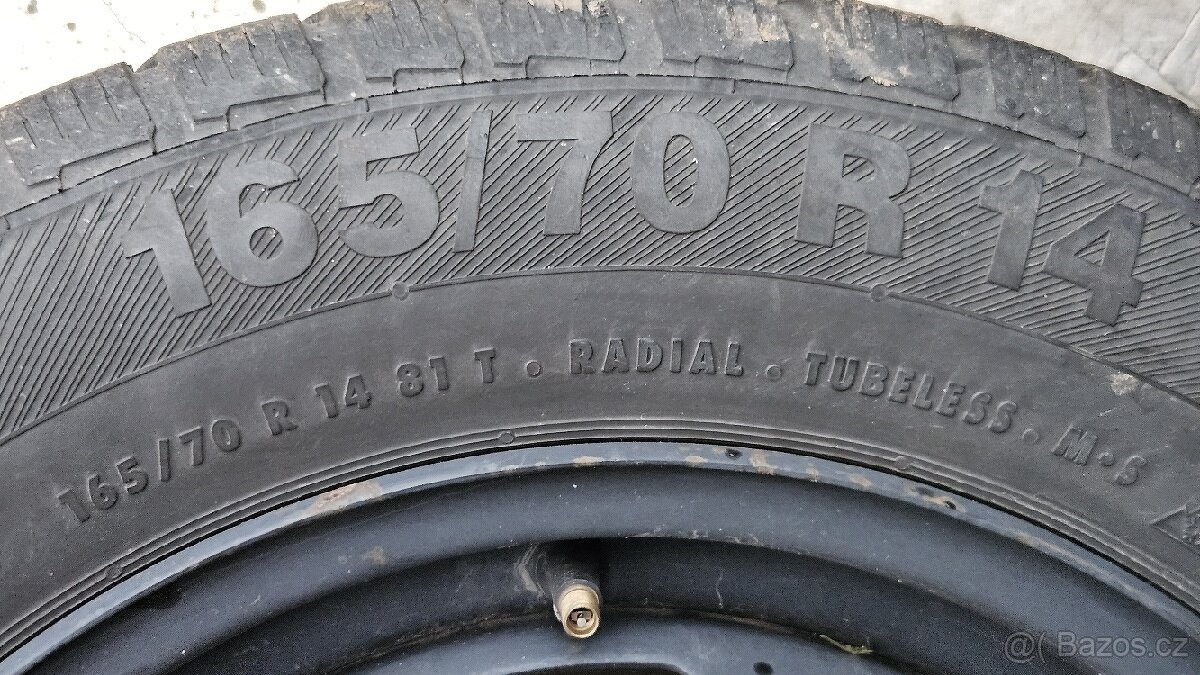 165/70 R 14
165/70 R 14 81 T . RADIAL . TUBELESS . M.S
@ Bazos.cz